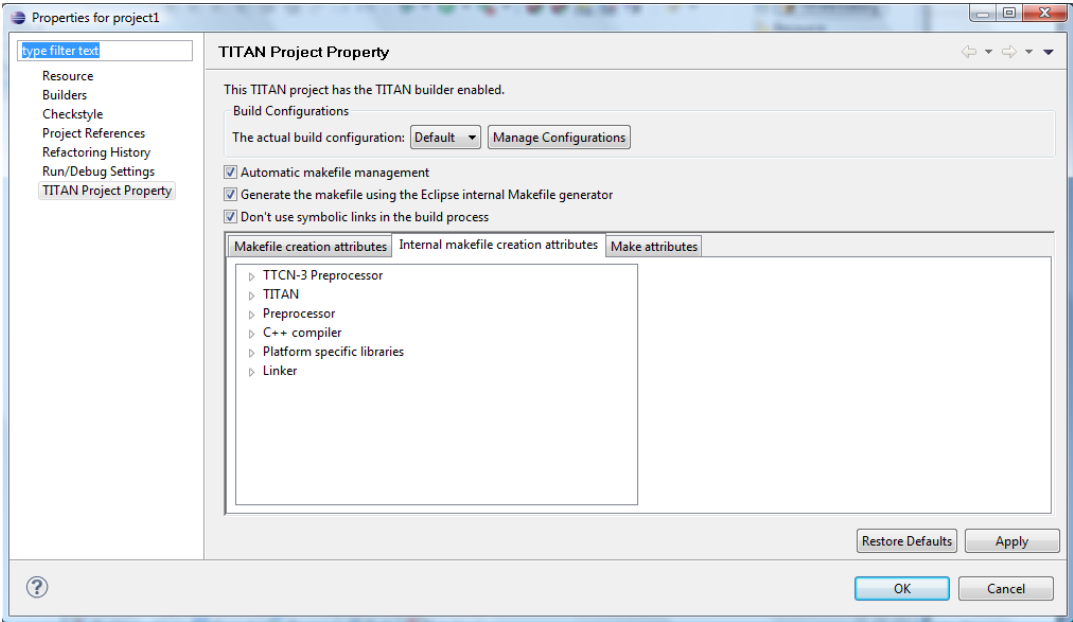 Properties for project1
type filter text
Resource
Builders
Checkstyle
Project References
Refactoring History
Run/Debug Settings
TITAN Project Property
TITAN Project Property
This TITAN project has the TITAN builder enabled.
Build Configurations
The actual build configuration: Default Manage Configurations
Automatic makefile management
Generate the makefile using the Eclipse internal Makefile generator
Don't use symbolic links in the build process
Makefile creation attributes Internal makefile creation attributes Make attributes
TTCN-3 Preprocessor
TITAN
Preprocessor
C++ compiler
Platform specific libraries
Linker
Restore Defaults Apply
? OK Cancel